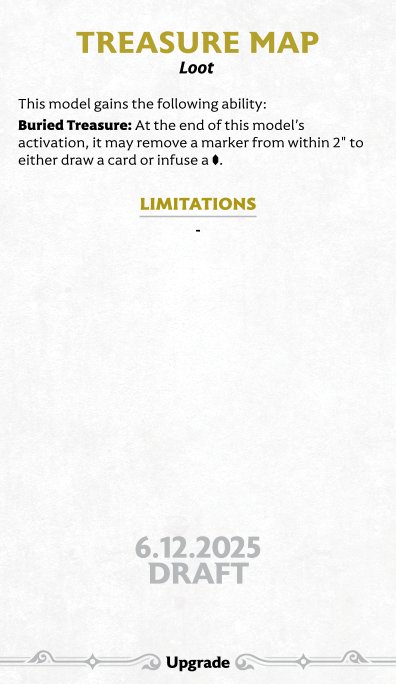 TREASURE MAP
Loot
This model gains the following ability:
Buried Treasure: At the end of this model's
activation, it may remove a marker from within 2" to
either draw a card or infuse a ⬮.
LIMITATIONS
-
6.12.2025
DRAFT
Upgrade